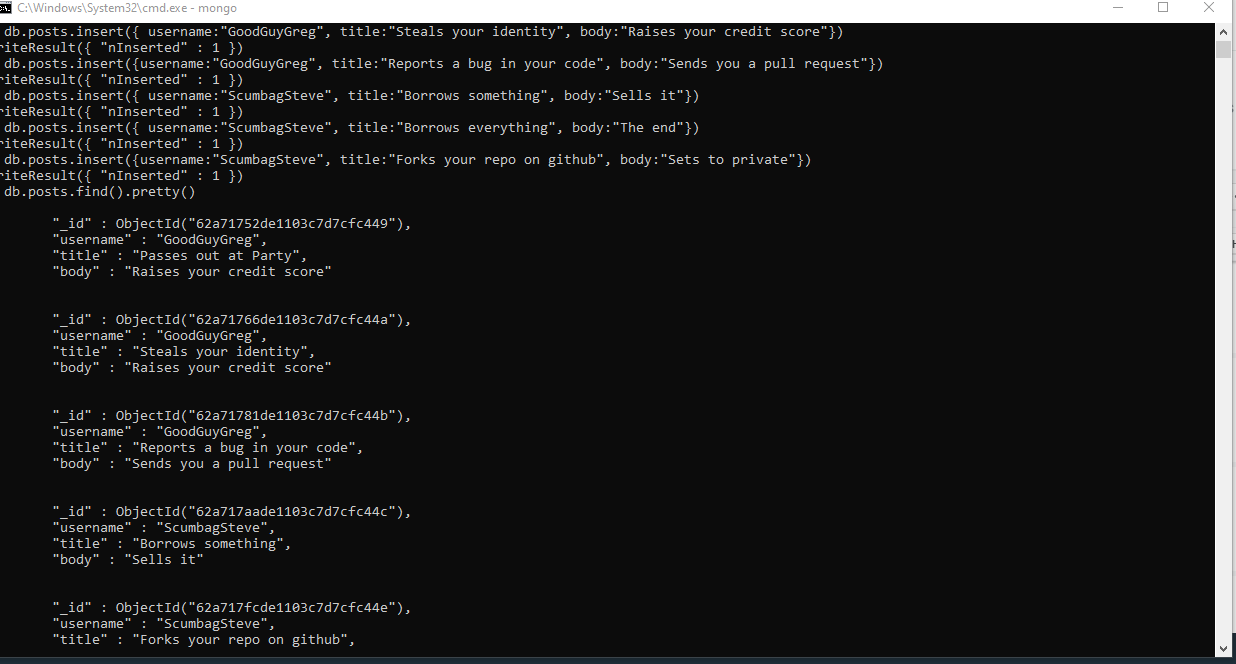 C:\Windows\System32\cmd.exe - mongo
db.posts.insert({ username:"GoodGuyGreg", title:"Steals your identity", body:"Raises your credit score"})
riteResult({ "nInserted" : 1 })
db.posts.insert({username:"GoodGuyGreg", title:"Reports a bug in your code", body:"Sends you a pull request"})
riteResult({ "nInserted" : 1 })
db.posts.insert({ username:"ScumbagSteve", title:"Borrows something", body:"Sells it"})
riteResult({ "nInserted" : 1 })
db.posts.insert({ username:"ScumbagSteve", title:"Borrows everything", body:"The end"})
riteResult({ "nInserted" : 1 })
db.posts.insert({username:"ScumbagSteve", title:"Forks your repo on github", body:"Sets to private"})
riteResult({ "nInserted" : 1 })
db.posts.find().pretty()
"_id" : ObjectId("62a71752de1103c7d7cfc449"),
"username" : "GoodGuyGreg",
"title" : "Passes out at Party",
"body" : "Raises your credit score"
"_id" : ObjectId("62a71766de1103c7d7cfc44a"),
"username" : "GoodGuyGreg",
"title" : "Steals your identity",
"body" : "Raises your credit score"
"_id" : ObjectId("62a71781de1103c7d7cfc44b"),
"username" : "GoodGuyGreg",
"title" : "Reports a bug in your code",
"body" : "Sends you a pull request"
"_id" : ObjectId("62a717aade1103c7d7cfc44c"),
"username" : "ScumbagSteve",
"title" : "Borrows something",
"body" : "Sells it"
"_id" : ObjectId("62a717fcde1103c7d7cfc44e"),
"username" : "ScumbagSteve",
"title" : "Forks your repo on github",